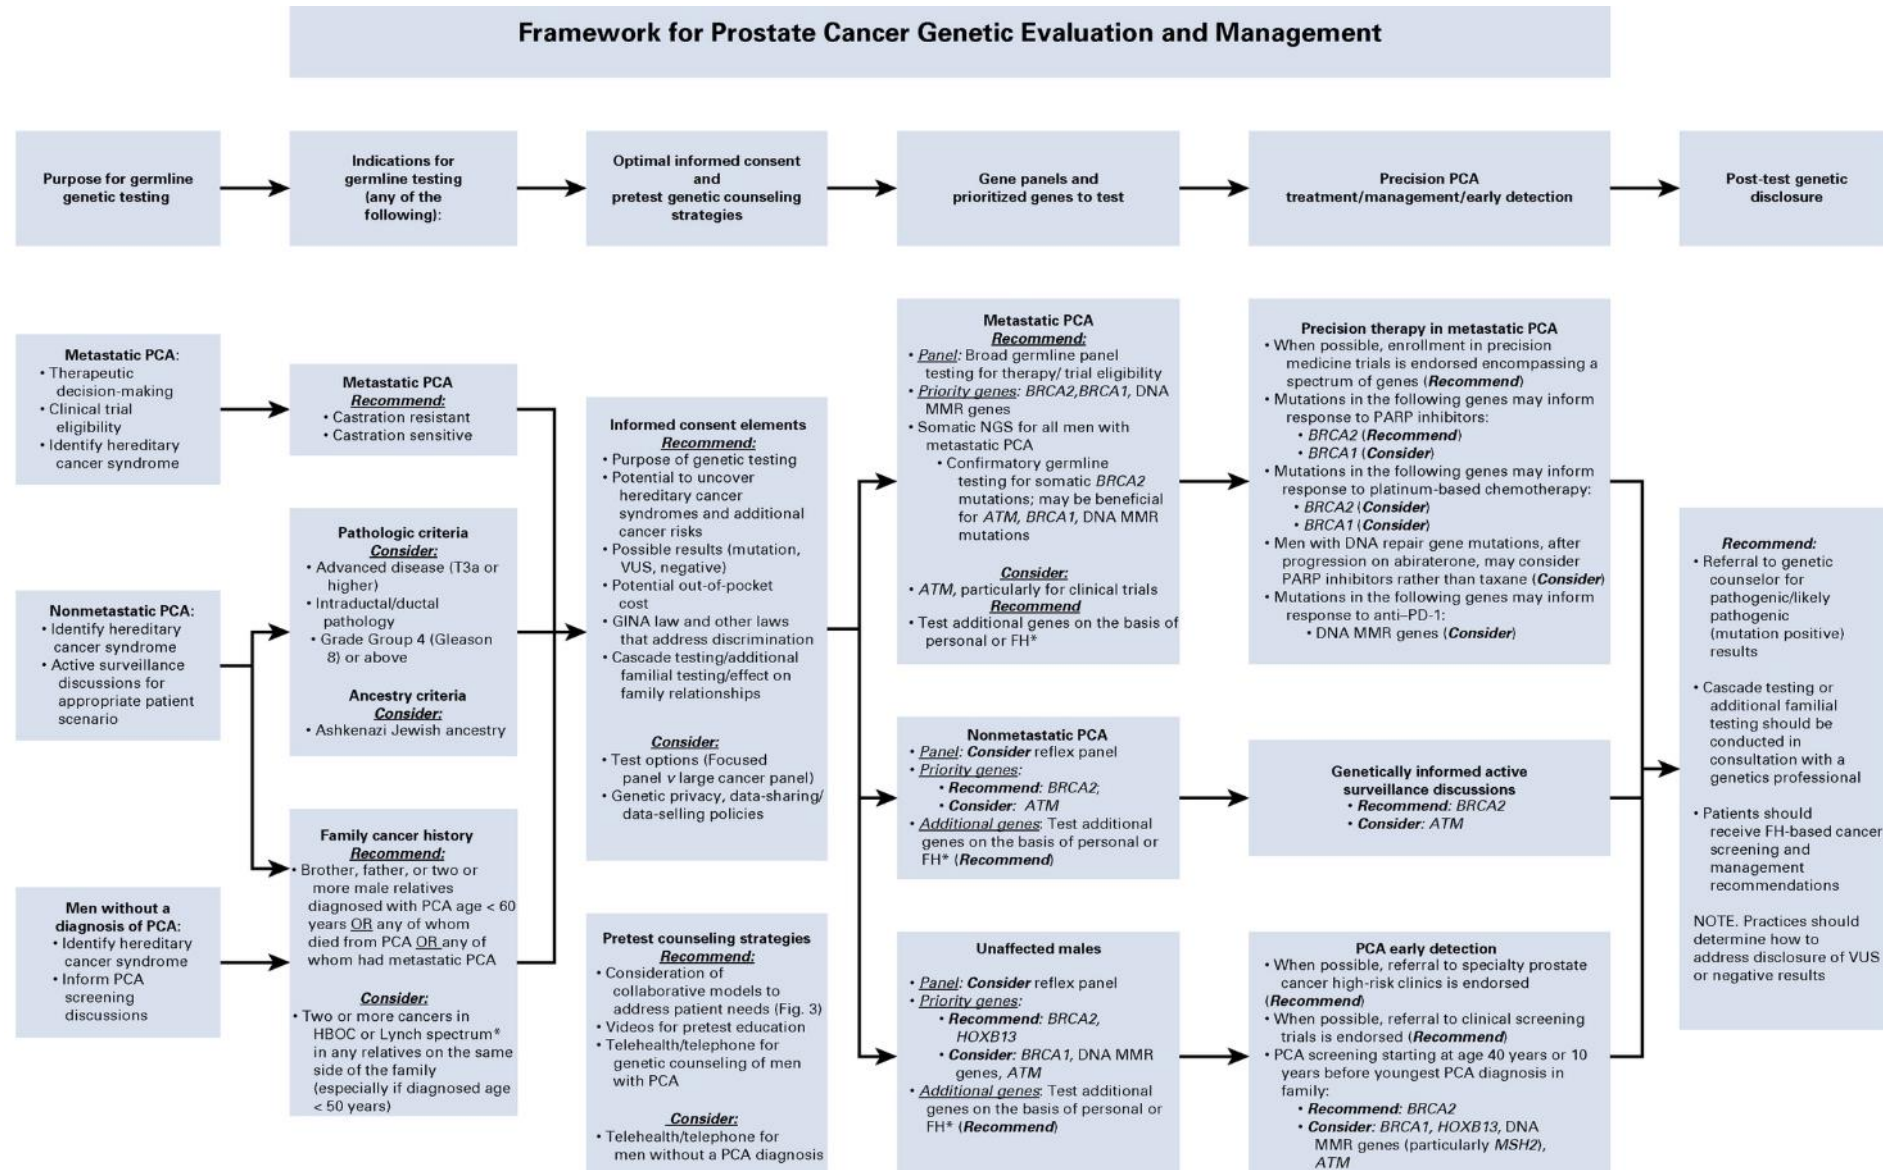 Framework for Prostate Cancer Genetic Evaluation and Management
Purpose for germline
genetic testing
Indications for
germline testing
(any of the
following):
Optimal informed consent
and
pretest genetic counseling
strategies
Gene panels and
prioritized genes to test
Precision PCA
treatment/management/early detection
Post-test genetic
disclosure
Metastatic PCA:
• Therapeutic
decision-making
• Clinical trial
eligibility
• Identify hereditary
cancer syndrome
Nonmetastatic PCA:
• Identify hereditary
cancer syndrome
• Active surveillance
discussions for
appropriate patient
scenario
Men without a
diagnosis of PCA:
• Identify hereditary
cancer syndrome
• Inform PCA
screening
discussions
Metastatic PCA
Recommend:
• Castration resistant
• Castration sensitive
Pathologic criteria
Consider:
• Advanced disease (T3a or
higher)
• Intraductal/ductal
pathology
• Grade Group 4 (Gleason
8) or above
Ancestry criteria
Consider:
• Ashkenazi Jewish ancestry
Family cancer history
Recommend:
• Brother, father, or two or
more male relatives
diagnosed with PCA age < 60
years OR any of whom
died from PCA OR any of
whom had metastatic PCA
Consider:
• Two or more cancers in
HBOC or Lynch spectrum*
in any relatives on the same
side of the family
(especially if diagnosed age
< 50 years)
Informed consent elements
Recommend:
• Purpose of genetic testing
• Potential to uncover
hereditary cancer
syndromes and additional
cancer risks
• Possible results (mutation,
VUS, negative)
• Potential out-of-pocket
cost
• GINA law and other laws
that address discrimination
• Cascade testing/additional
familial testing/effect on
family relationships
Consider:
• Test options (Focused
panel v large cancer panel)
• Genetic privacy, data-sharing/
data-selling policies
Pretest counseling strategies
Recommend:
• Consideration of
collaborative models to
address patient needs (Fig. 3)
• Videos for pretest education
• Telehealth/telephone for
genetic counseling of men
with PCA
Consider:
• Telehealth/telephone for
men without a PCA diagnosis
Metastatic PCA
Recommend:
• Panel: Broad germline panel
testing for therapy/ trial eligibility
• Priority genes: BRCA2,BRCA1, DNA
MMR genes
• Somatic NGS for all men with
metastatic PCA
• Confirmatory germline
testing for somatic BRCA2
mutations; may be beneficial
for ATM, BRCA1, DNA MMR
mutations
Consider:
• ATM, particularly for clinical trials
Recommend
• Test additional genes on the basis of
personal or FH*
Nonmetastatic PCA
• Panel: Consider reflex panel
• Priority genes:
• Recommend: BRCA2;
• Consider: ATM
• Additional genes: Test additional
genes on the basis of personal or
FH* (Recommend)
Unaffected males
• Panel: Consider reflex panel
• Priority genes:
• Recommend: BRCA2,
HOXB13
• Consider: BRCA1, DNA MMR
genes, ATM
• Additional genes: Test additional
genes on the basis of personal or
FH* (Recommend)
Precision therapy in metastatic PCA
• When possible, enrollment in precision
medicine trials is endorsed encompassing a
spectrum of genes (Recommend)
• Mutations in the following genes may inform
response to PARP inhibitors:
• BRCA2 (Recommend)
• BRCA1 (Consider)
• Mutations in the following genes may inform
response to platinum-based chemotherapy:
• BRCA2 (Consider)
• BRCA1 (Consider)
• Men with DNA repair gene mutations, after
progression on abiraterone, may consider
PARP inhibitors rather than taxane (Consider)
• Mutations in the following genes may inform
response to anti–PD-1:
• DNA MMR genes (Consider)
Genetically informed active
surveillance discussions
• Recommend: BRCA2
• Consider: ATM
PCA early detection
• When possible, referral to specialty prostate
cancer high-risk clinics is endorsed
(Recommend)
• When possible, referral to clinical screening
trials is endorsed (Recommend)
• PCA screening starting at age 40 years or 10
years before youngest PCA diagnosis in
family:
• Recommend: BRCA2
• Consider: BRCA1, HOXB13, DNA
MMR genes (particularly MSH2),
ATM
Recommend:
• Referral to genetic
counselor for
pathogenic/likely
pathogenic
(mutation positive)
results
• Cascade testing or
additional familial
testing should be
conducted in
consultation with a
genetics professional
• Patients should
receive FH-based cancer
screening and
management
recommendations
NOTE. Practices should
determine how to
address disclosure of VUS
or negative results